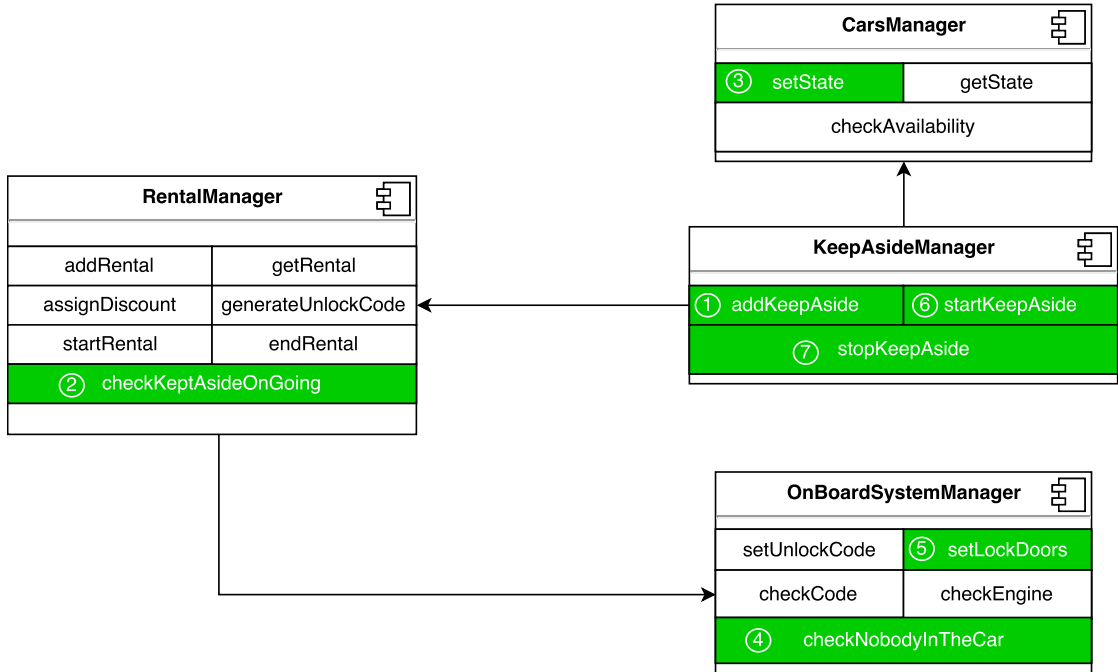 CarsManager
③ setState getState
checkAvailability
RentalManager
addRental getRental
assignDiscount generateUnlockCode
startRental endRental
② checkKeptAsideOnGoing
KeepAsideManager
① addKeepAside ⑥ startKeepAside
⑦ stopKeepAside
OnBoardSystemManager
setUnlockCode ⑤ setLockDoors
checkCode checkEngine
④ checkNobodyInTheCar